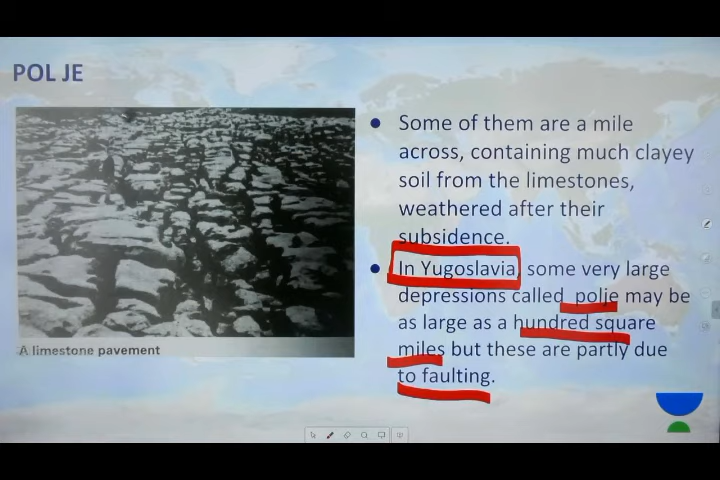 POL JE
Some of them are a mile
across, containing much clayey
soil from the limestones,
weathered after their
subsidence.
In Yugoslavia, some very large
depressions called polje may be
as large as a hundred square
miles but these are partly due
to faulting.
A limestone pavement